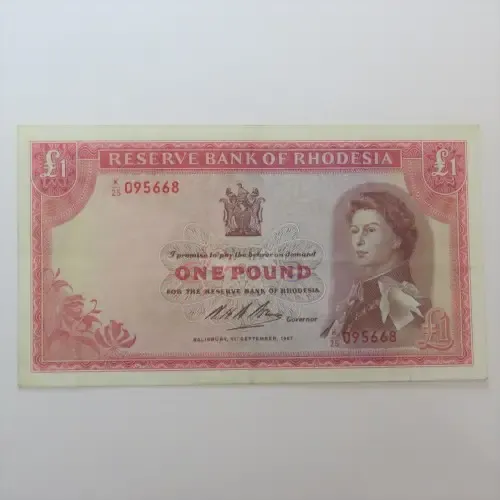 RESERVE BANK OF RHODESIA
£1
£1
K/25 095668
I promise to pay the bearer on demand
ONE POUND
FOR THE RESERVE BANK OF RHODESIA
Governor
K/25 095668
£1
SALISBURY, SEPTEMBER, 1967